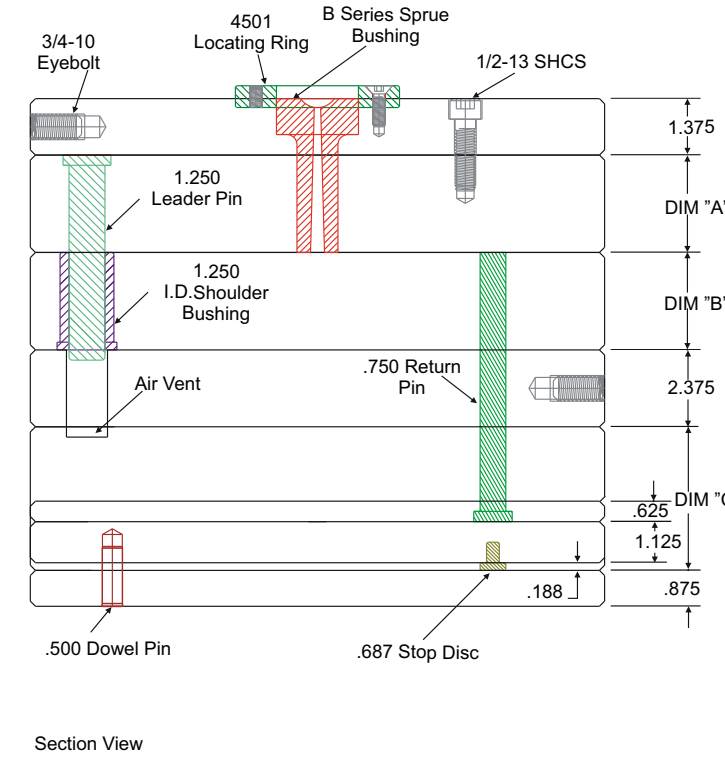 B Series Sprue
Bushing
4501
Locating Ring
3/4-10
Eyebolt
1/2-13 SHCS
1.375
1.250
Leader Pin
DIM ”A”
1.250
I.D.Shoulder
Bushing
DIM ”B”
.750 Return
Pin
Air Vent
2.375
DIM ”C
.625
1.125
.188
.875
.500 Dowel Pin
.687 Stop Disc
Section View